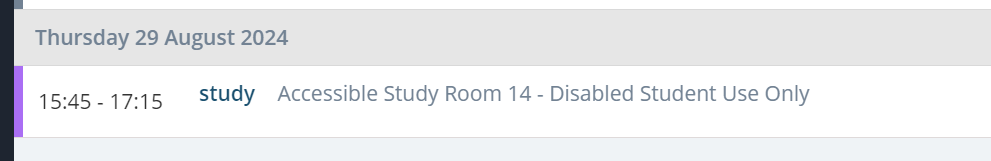 Thursday 29 August 2024
15:45 - 17:15 study Accessible Study Room 14 - Disabled Student Use Only